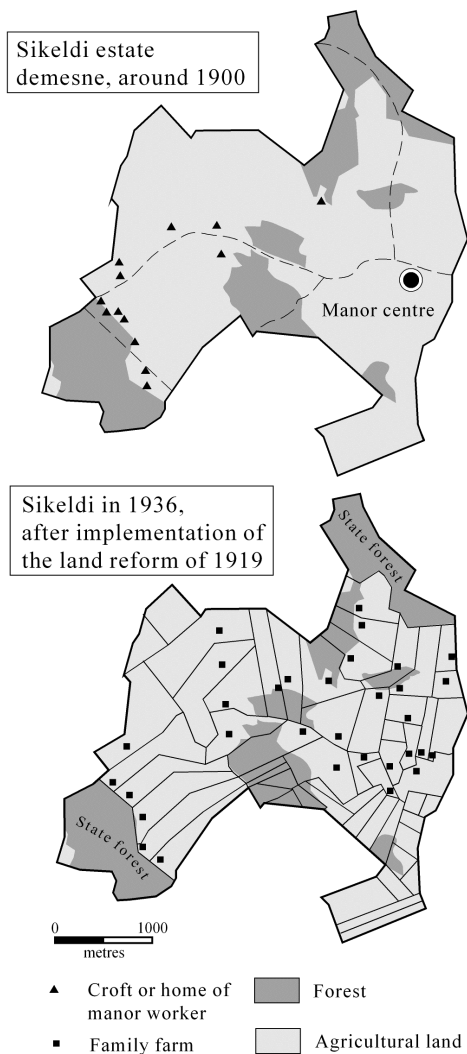 Sikeldi estate
demesne, around 1900
Manor centre
Sikeldi in 1936,
after implementation of
the land reform of 1919
State forest
State forest
0 1000
metres
Croft or home of
manor worker
Family farm
Forest
Agricultural land